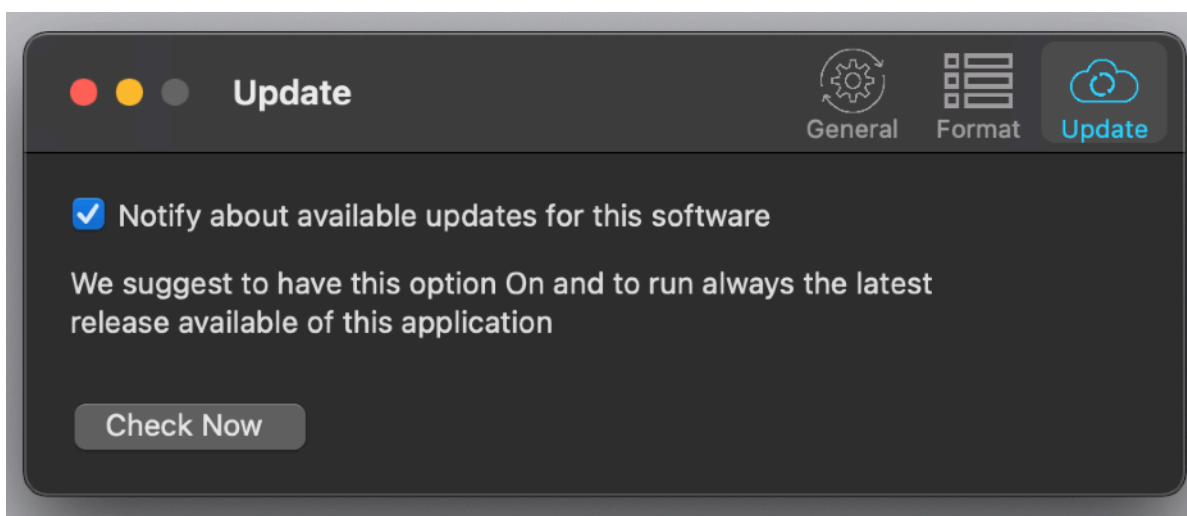 Update
General
Format
Update
Notify about available updates for this software
We suggest to have this option On and to run always the latest
release available of this application
Check Now